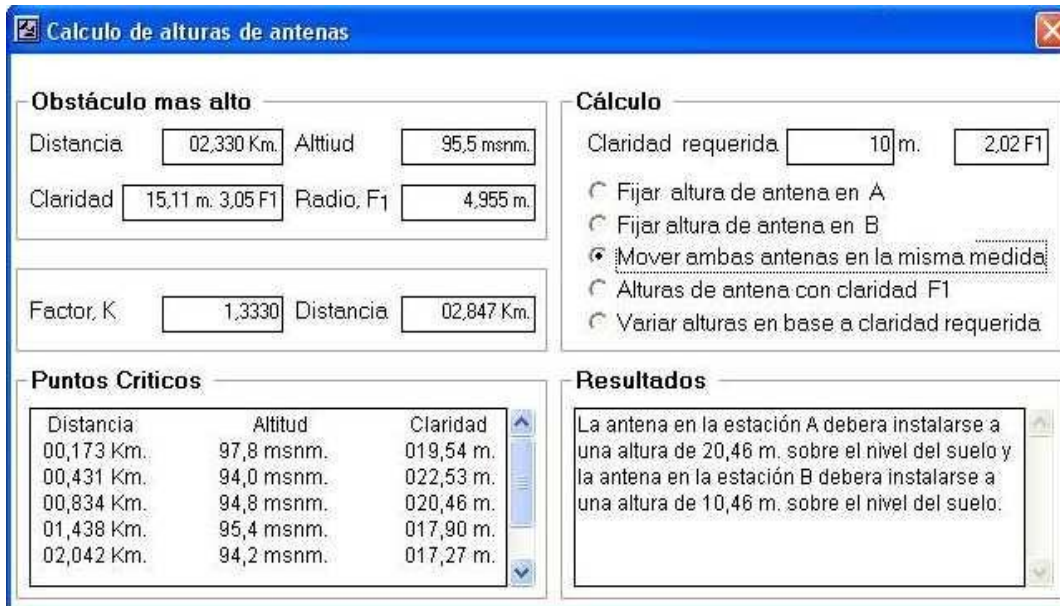 Calculo de alturas de antenas
Obstáculo mas alto
Distancia 02,330 Km. Alttiud 95,5 msnm.
Claridad 15,11 m. 3,05 F1 Radio, F1 4,955 m.
Factor, K 1,3330 Distancia 02,847 Km.
Cálculo
Claridad requerida 10 m. 2,02 F1
Fijar altura de antena en A
Fijar altura de antena en B
Mover ambas antenas en la misma medida
Alturas de antena con claridad F1
Variar alturas en base a claridad requerida
Puntos Criticos
Distancia Altitud Claridad
00,173 Km. 97,8 msnm. 019,54 m.
00,431 Km. 94,0 msnm. 022,53 m.
00,834 Km. 94,8 msnm. 020,46 m.
01,438 Km. 95,4 msnm. 017,90 m.
02,042 Km. 94,2 msnm. 017,27 m.
Resultados
La antena en la estación A debera instalarse a
una altura de 20,46 m. sobre el nivel del suelo y
la antena en la estación B debera instalarse a
una altura de 10,46 m. sobre el nivel del suelo.